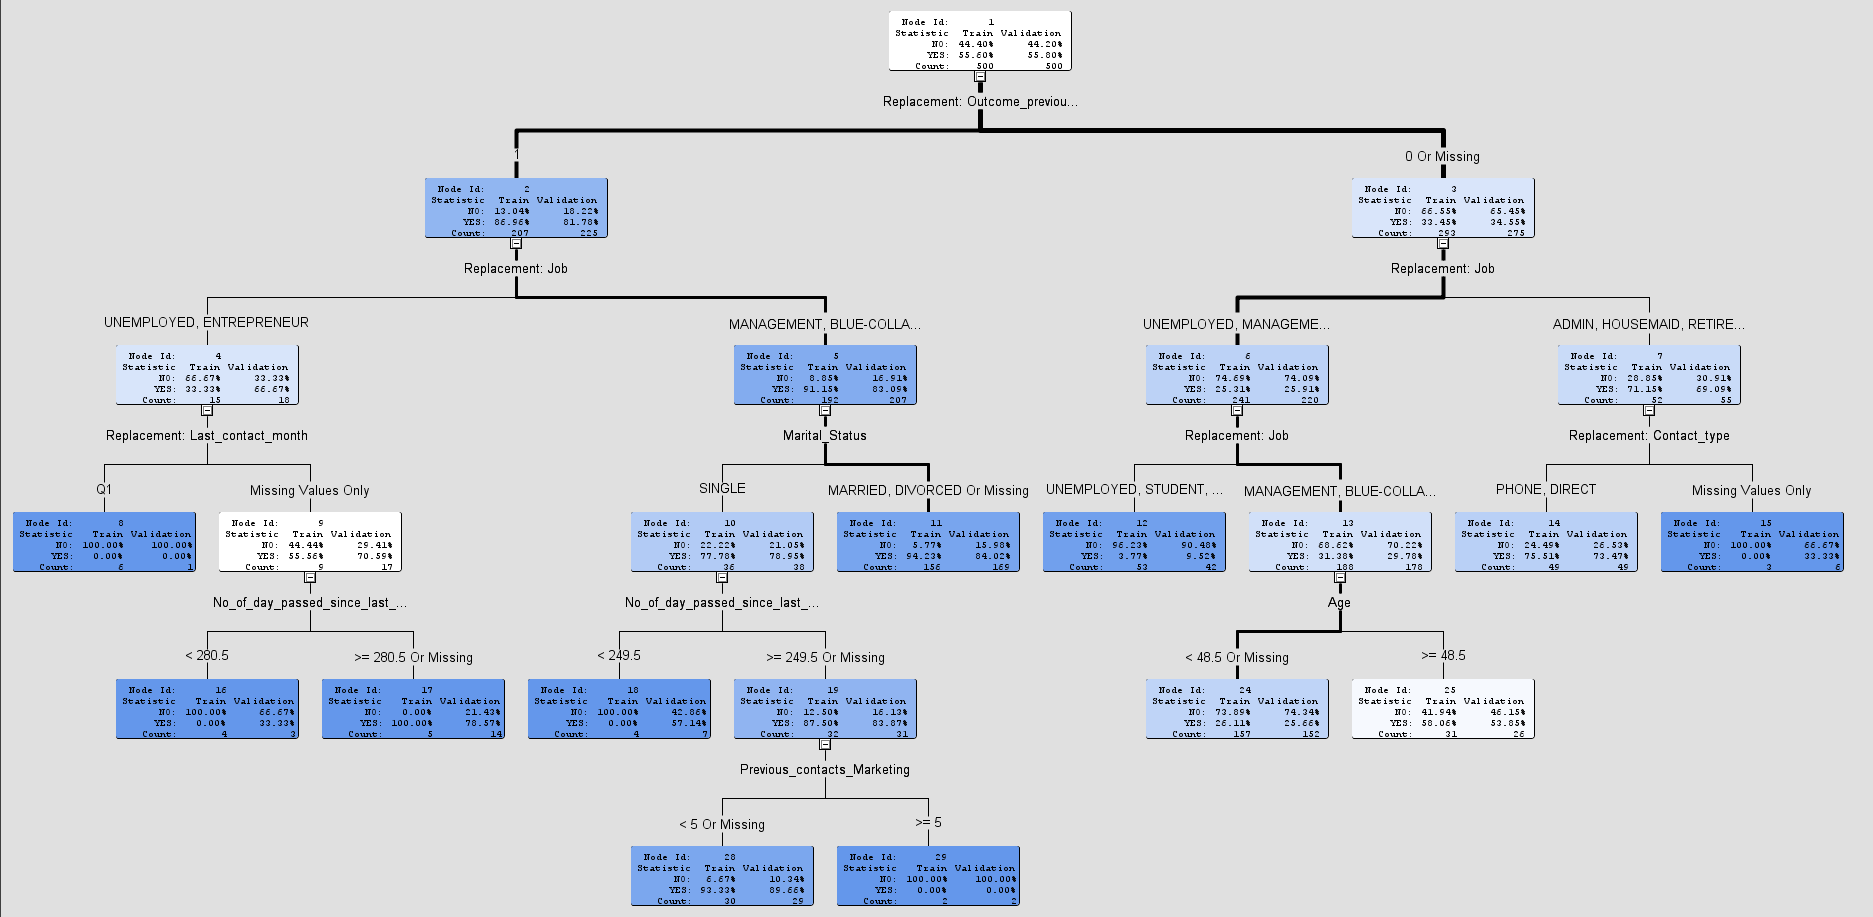 Node Id: 1
Statistic Train Validation
NO: 44.40% 44.20%
YES: 55.60% 55.80%
Count: 500 500
Replacement: Outcome_previou...
1
0 Or Missing
Node Id: 2
Statistic Train Validation
NO: 13.04% 18.22%
YES: 86.96% 81.78%
Count: 207 225
Node Id: 3
Statistic Train Validation
NO: 66.55% 65.45%
YES: 33.45% 34.55%
Count: 293 275
Replacement: Job
Replacement: Job
UNEMPLOYED, ENTREPRENEUR
MANAGEMENT, BLUE-COLLA...
UNEMPLOYED, MANAGEME...
ADMIN, HOUSEMAID, RETIRE...
Node Id: 4
Statistic Train Validation
NO: 66.67% 33.33%
YES: 33.33% 66.67%
Count: 15 18
Node Id: 5
Statistic Train Validation
NO: 8.85% 16.91%
YES: 91.15% 83.09%
Count: 192 207
Node Id: 6
Statistic Train Validation
NO: 74.69% 74.09%
YES: 25.31% 25.91%
Count: 241 220
Node Id: 7
Statistic Train Validation
NO: 28.85% 30.91%
YES: 71.15% 69.09%
Count: 52 55
Replacement: Last_contact_month
Marital_Status
Replacement: Job
Replacement: Contact_type
Q1
Missing Values Only
SINGLE
MARRIED, DIVORCED Or Missing
UNEMPLOYED, STUDENT, ...
MANAGEMENT, BLUE-COLLA...
PHONE, DIRECT
Missing Values Only
Node Id: 8
Statistic Train Validation
NO: 100.00% 100.00%
YES: 0.00% 0.00%
Count: 6 1
Node Id: 9
Statistic Train Validation
NO: 44.44% 29.41%
YES: 55.56% 70.59%
Count: 9 17
Node Id: 10
Statistic Train Validation
NO: 22.22% 21.05%
YES: 77.78% 78.95%
Count: 36 38
Node Id: 11
Statistic Train Validation
NO: 5.77% 15.98%
YES: 94.23% 84.02%
Count: 156 169
Node Id: 12
Statistic Train Validation
NO: 96.23% 90.48%
YES: 3.77% 9.52%
Count: 53 42
Node Id: 13
Statistic Train Validation
NO: 68.62% 70.22%
YES: 31.38% 29.78%
Count: 188 178
Node Id: 14
Statistic Train Validation
NO: 24.49% 26.53%
YES: 75.51% 73.47%
Count: 49 49
Node Id: 15
Statistic Train Validation
NO: 100.00% 66.67%
YES: 0.00% 33.33%
Count: 3 6
No_of_day_passed_since_last_...
No_of_day_passed_since_last_...
Age
< 280.5
>= 280.5 Or Missing
< 249.5
>= 249.5 Or Missing
< 48.5 Or Missing
>= 48.5
Node Id: 16
Statistic Train Validation
NO: 100.00% 66.67%
YES: 0.00% 33.33%
Count: 4 3
Node Id: 17
Statistic Train Validation
NO: 0.00% 21.43%
YES: 100.00% 78.57%
Count: 5 14
Node Id: 18
Statistic Train Validation
NO: 100.00% 42.86%
YES: 0.00% 57.14%
Count: 4 7
Node Id: 19
Statistic Train Validation
NO: 12.50% 16.13%
YES: 87.50% 83.87%
Count: 32 31
Node Id: 24
Statistic Train Validation
NO: 73.89% 74.34%
YES: 26.11% 25.66%
Count: 157 152
Node Id: 25
Statistic Train Validation
NO: 41.94% 46.15%
YES: 58.06% 53.85%
Count: 31 26
Previous_contacts_Marketing
< 5 Or Missing
>= 5
Node Id: 28
Statistic Train Validation
NO: 6.67% 10.34%
YES: 93.33% 89.66%
Count: 30 29
Node Id: 29
Statistic Train Validation
NO: 100.00% 100.00%
YES: 0.00% 0.00%
Count: 2 2